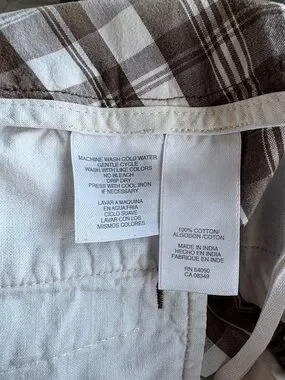 MACHINE WASH COLD WATER
GENTLE CYCLE
WASH WITH LIKE COLORS
NO BLEACH
DRIP DRY
PRESS WITH COOL IRON
IF NECESSARY
LAVAR A MAQUINA
EN AGUA FRIA
CICLO SUAVE
LAVAR CON LOS
MISMOS COLORES
100% COTTON/
ALGODON /COTON
MADE IN INDIA
HECHO EN INDIA
FABRIQUE EN INDE
RN 54050
CA 08349